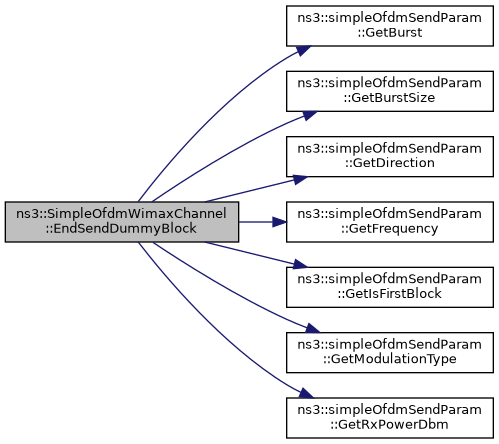 ns3::simpleOfdmSendParam
::GetBurst
ns3::simpleOfdmSendParam
::GetBurstSize
ns3::simpleOfdmSendParam
::GetDirection
ns3::SimpleOfdmWimaxChannel
::EndSendDummyBlock
ns3::simpleOfdmSendParam
::GetFrequency
ns3::simpleOfdmSendParam
::GetIsFirstBlock
ns3::simpleOfdmSendParam
::GetModulationType
ns3::simpleOfdmSendParam
::GetRxPowerDbm